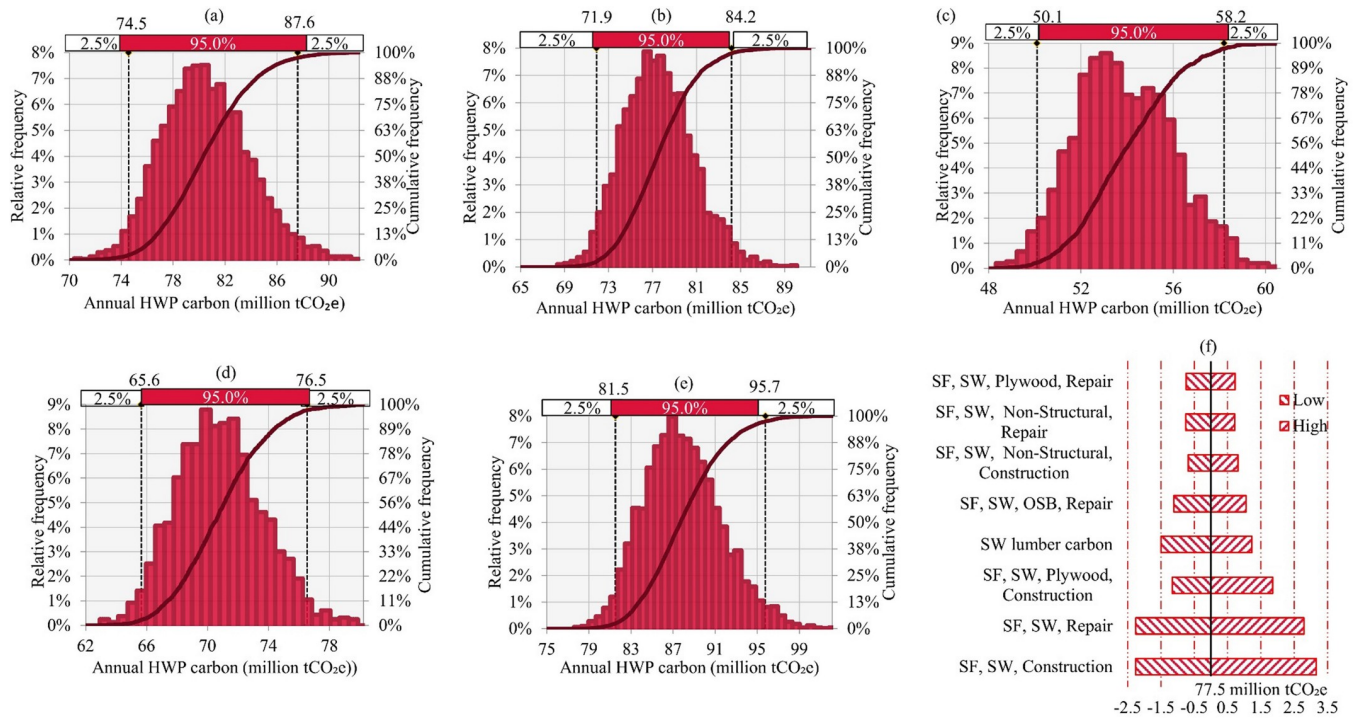 (a)
74.5 87.6
2.5% 95.0% 2.5%
8% 100%
7% 88%
6% 75%
5% 63%
4% 50%
3% 38%
2% 25%
1% 13%
0% 0%
Relative frequency
Cumulative frequency
70 74 78 82 86 90
Annual HWP carbon (million tCO₂e)
(b)
71.9 84.2
2.5% 95.0% 2.5%
8% 100%
7% 88%
6% 75%
5% 63%
4% 50%
3% 38%
2% 25%
1% 13%
0% 0%
Relative frequency
Cumulative frequency
65 69 73 77 81 85 89
Annual HWP carbon (million tCO₂e)
(c)
50.1 58.2
2.5% 95.0% 2.5%
9% 100%
8% 89%
7% 78%
6% 67%
5% 56%
4% 44%
3% 33%
2% 22%
1% 11%
0% 0%
Relative frequency
Cumulative frequency
48 52 56 60
Annual HWP carbon (million tCO₂e)
(d)
65.6 76.5
2.5% 95.0% 2.5%
9% 100%
8% 89%
7% 78%
6% 67%
5% 56%
4% 44%
3% 33%
2% 22%
1% 11%
0% 0%
Relative frequency
Cumulative frequency
62 66 70 74 78
Annual HWP carbon (million tCO₂e))
(e)
81.5 95.7
2.5% 95.0% 2.5%
8% 100%
7% 88%
6% 75%
5% 63%
4% 50%
3% 38%
2% 25%
1% 13%
0% 0%
Relative frequency
Cumulative frequency
75 79 83 87 91 95 99
Annual HWP carbon (million tCO₂e)
(f)
SF, SW, Plywood, Repair
SF, SW, Non-Structural,
Repair
SF, SW, Non-Structural,
Construction
SF, SW, OSB, Repair
SW lumber carbon
SF, SW, Plywood,
Construction
SF, SW, Repair
SF, SW, Construction
Low
High
77.5 million tCO₂e
-2.5 -1.5 -0.5 0.5 1.5 2.5 3.5